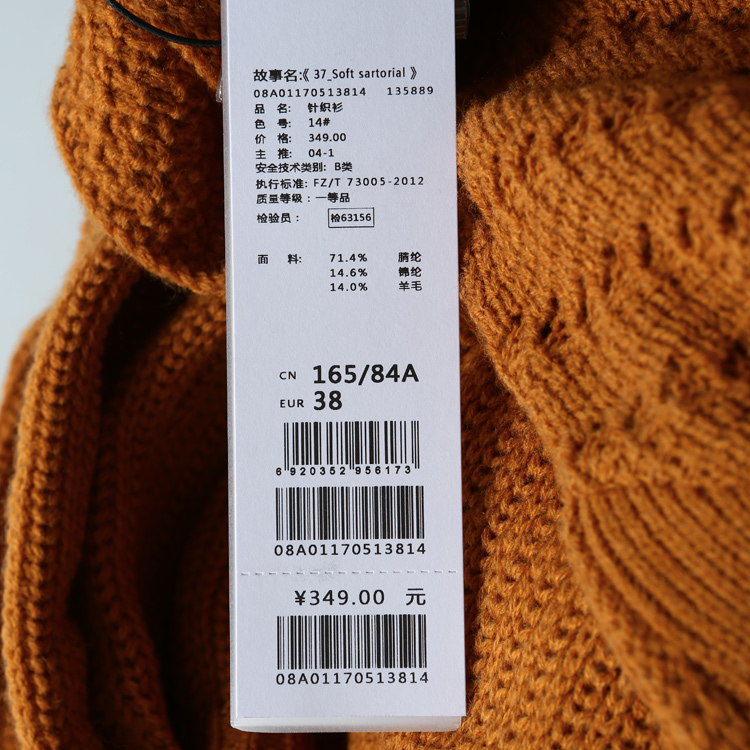 故事名:《 37_Soft sartorial 》
08A01170513814 135889
品 名: 针织衫
色 号: 14#
价 格: 349.00
主 推: 04-1
安全技术类别: B类
执行标准: FZ/T 73005-2012
质量等级: 一等品
检验员: 检63156
面 料: 71.4% 腈纶
14.6% 锦纶
14.0% 羊毛
CN 165/84A
EUR 38
6 920352 956173
08A01170513814
¥349.00 元
08A01170513814